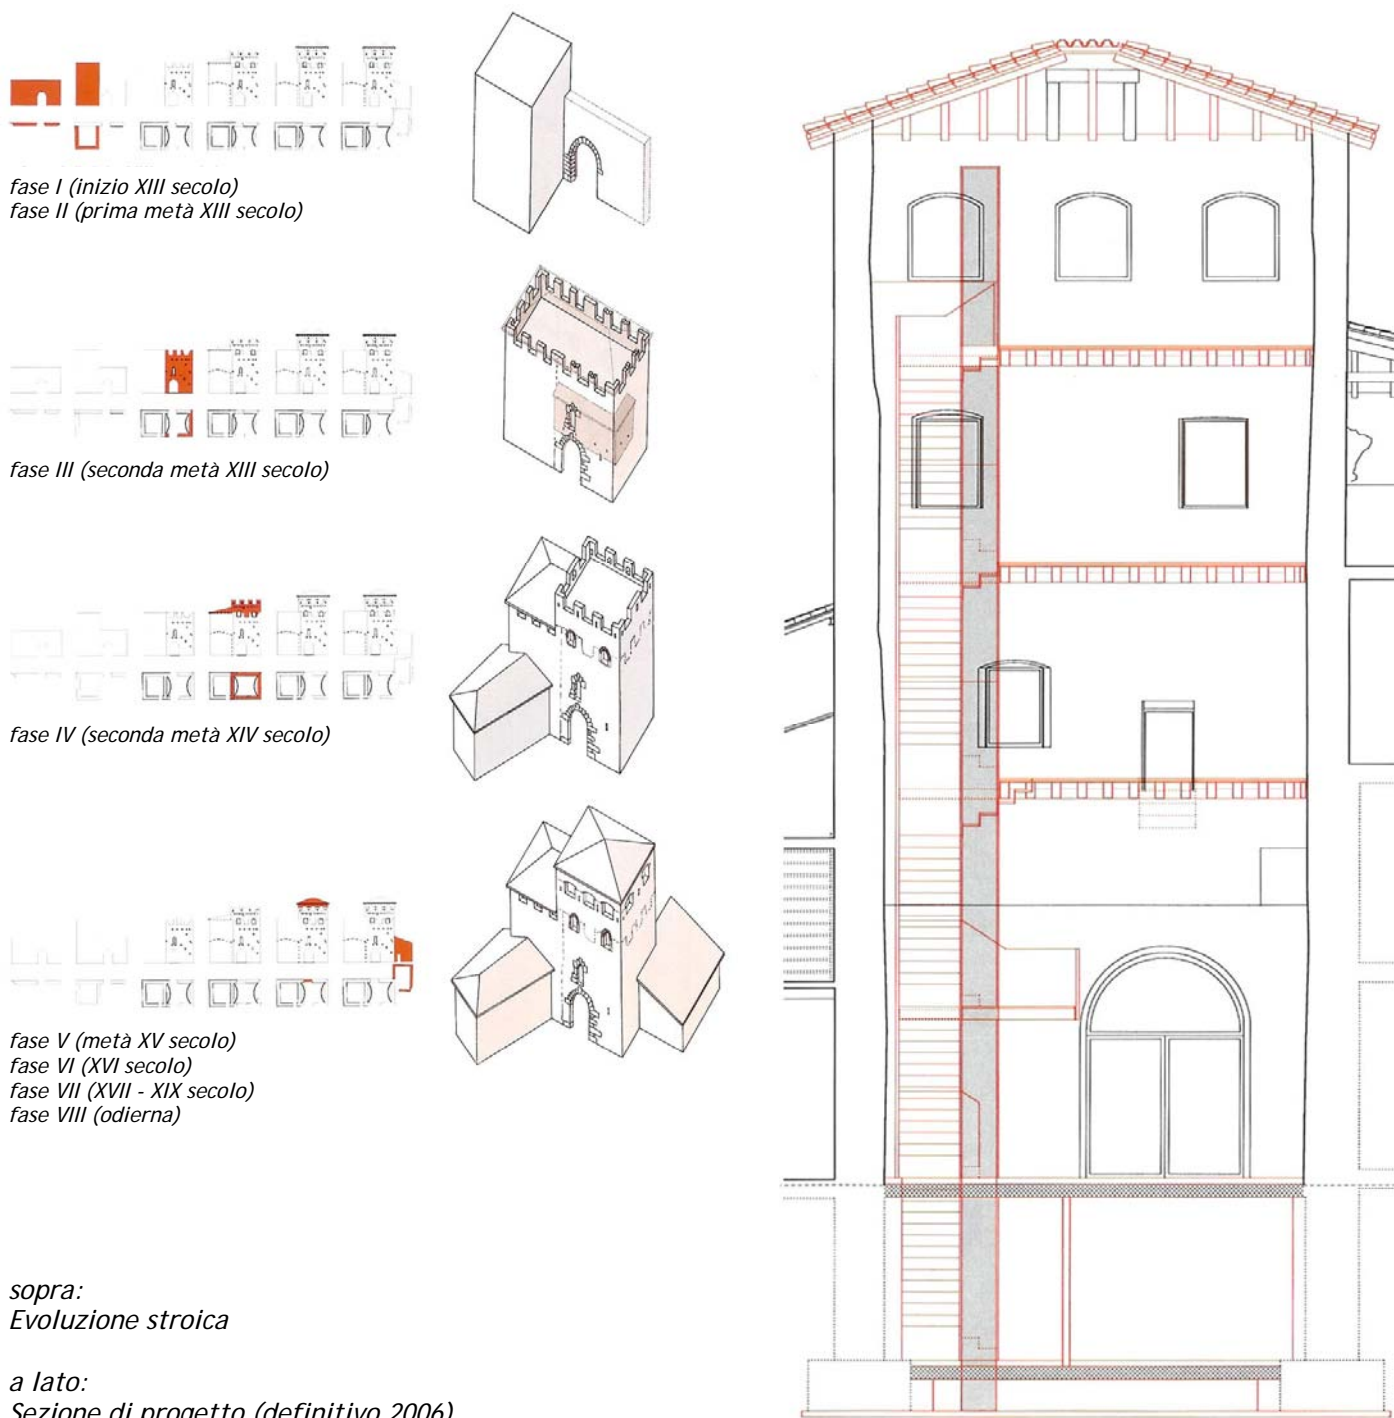 fase I (inizio XIII secolo)
fase II (prima metà XIII secolo)
fase III (seconda metà XIII secolo)
fase IV (seconda metà XIV secolo)
fase V (metà XV secolo)
fase VI (XVI secolo)
fase VII (XVII - XIX secolo)
fase VIII (odierna)
sopra:
Evoluzione stroica
a lato:
Sezione di progetto (definitivo 2006)